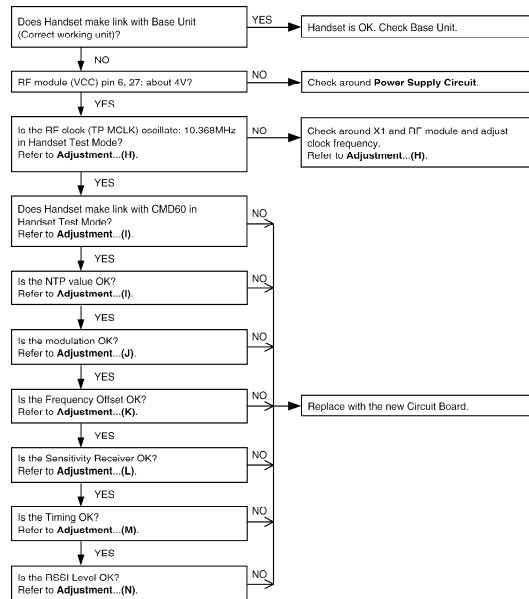 Does Handset make link with Base Unit
(Correct working unit)?
YES
Handset is OK. Check Base Unit.
NO
RF module (VCC) pin 6, 27: about 4V?
NO
Check around Power Supply Circuit.
YES
Is the RF clock (TP MCLK) oscillate: 10.368MHz
in Handset Test Mode?
Refer to Adjustment...(H).
NO
Check around X1 and RF module and adjust
clock frequency.
Refer to Adjustment...(H).
YES
Does Handset make link with CMD60 in
Handset Test Mode?
Refer to Adjustment...(I).
NO
YES
Is the NTP value OK?
Refer to Adjustment...(I).
NO
YES
Is the modulation OK?
Refer to Adjustment...(J).
NO
YES
Is the Frequency Offset OK?
Refer to Adjustment...(K).
NO
Replace with the new Circuit Board.
YES
Is the Sensitivity Receiver OK?
Refer to Adjustment...(L).
NO
YES
Is the Timing OK?
Refer to Adjustment...(M).
NO
YES
Is the RSSI Level OK?
Refer to Adjustment...(N).
NO